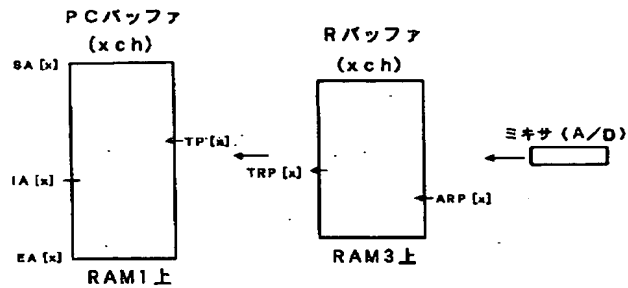 PCバッファ
(xch)
SA[x]
TP[x]
IA[x]
EA[x]
RAM1上
Rバッファ
(xch)
TRP[x]
ARP[x]
RAM3上
ミキサ(A/D)